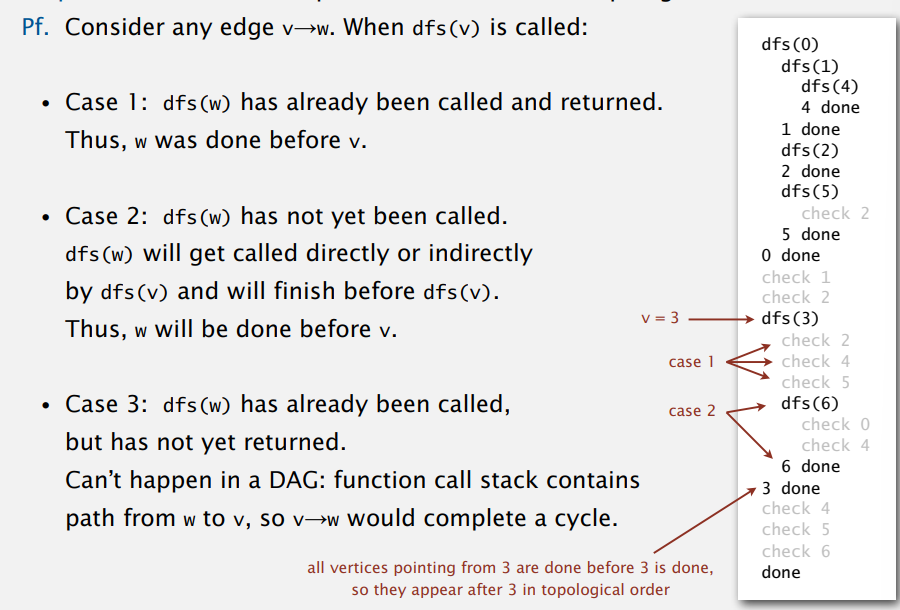 Pf. Consider any edge v→w. When dfs(v) is called:
• Case 1: dfs(w) has already been called and returned.
Thus, w was done before v.
• Case 2: dfs(w) has not yet been called.
dfs(w) will get called directly or indirectly
by dfs(v) and will finish before dfs(v).
Thus, w will be done before v.
• Case 3: dfs(w) has already been called,
but has not yet returned.
Can't happen in a DAG: function call stack contains
path from w to v, so v→w would complete a cycle.
dfs(0)
dfs(1)
dfs(4)
4 done
1 done
dfs(2)
2 done
dfs(5)
check 2
5 done
0 done
check 1
check 2
v = 3
dfs(3)
check 2
case 1
check 4
check 5
case 2
dfs(6)
check 0
check 4
6 done
3 done
check 4
check 5
check 6
done
all vertices pointing from 3 are done before 3 is done,
so they appear after 3 in topological order